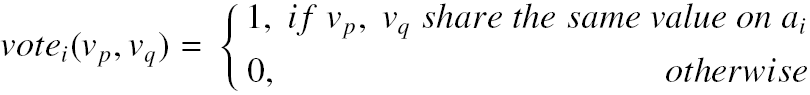 vote_i(v_p, v_q) = { 1, if v_p, v_q share the same value on a_i
0, otherwise